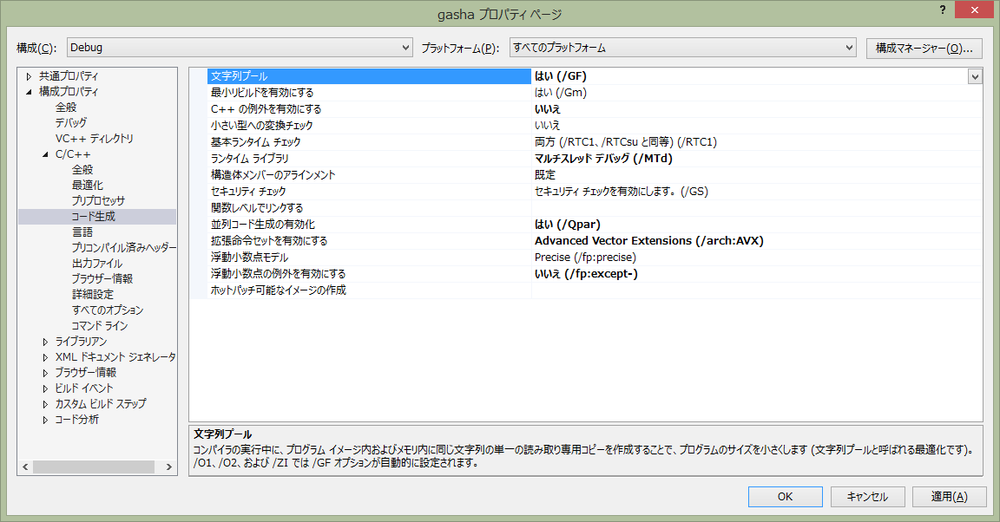 gasha プロパティ ページ
?
構成(C): Debug プラットフォーム(P): すべてのプラットフォーム 構成マネージャー(O)...
共通プロパティ
構成プロパティ
全般
デバッグ
VC++ ディレクトリ
C/C++
全般
最適化
プリプロセッサ
コード生成
言語
プリコンパイル済みヘッダー
出力ファイル
ブラウザー情報
詳細設定
すべてのオプション
コマンド ライン
ライブラリアン
XML ドキュメント ジェネレータ
ブラウザー情報
ビルド イベント
カスタム ビルド ステップ
コード分析
文字列プール はい (/GF)
最小リビルドを有効にする はい (/Gm)
C++ の例外を有効にする いいえ
小さい型への変換チェック いいえ
基本ランタイム チェック 両方 (/RTC1、/RTCsu と同等) (/RTC1)
ランタイム ライブラリ マルチスレッド デバッグ (/MTd)
構造体メンバーのアラインメント 既定
セキュリティ チェック セキュリティ チェックを有効にします。 (/GS)
関数レベルでリンクする
並列コード生成の有効化 はい (/Qpar)
拡張命令セットを有効にする Advanced Vector Extensions (/arch:AVX)
浮動小数点モデル Precise (/fp:precise)
浮動小数点の例外を有効にする いいえ (/fp:except-)
ホットパッチ可能なイメージの作成
文字列プール
コンパイラの実行中に、プログラム イメージ内およびメモリ内に同じ文字列の単一の読み取り専用コピーを作成することで、プログラムのサイズを小さくします (文字列プールと呼ばれる最適化です)。
/O1、/O2、および /ZI では /GF オプションが自動的に設定されます。
OK キャンセル 適用(A)